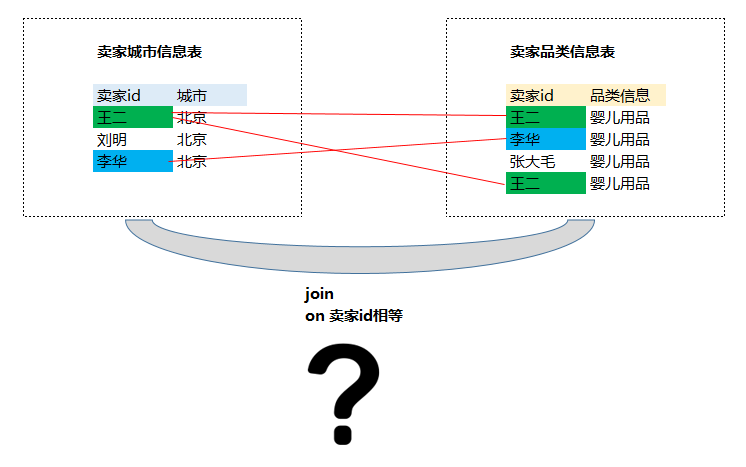 卖家城市信息表
卖家id 城市
王二 北京
刘明 北京
李华 北京
卖家品类信息表
卖家id 品类信息
王二 婴儿用品
李华 婴儿用品
张大毛 婴儿用品
王二 婴儿用品
join
on 卖家id相等
?